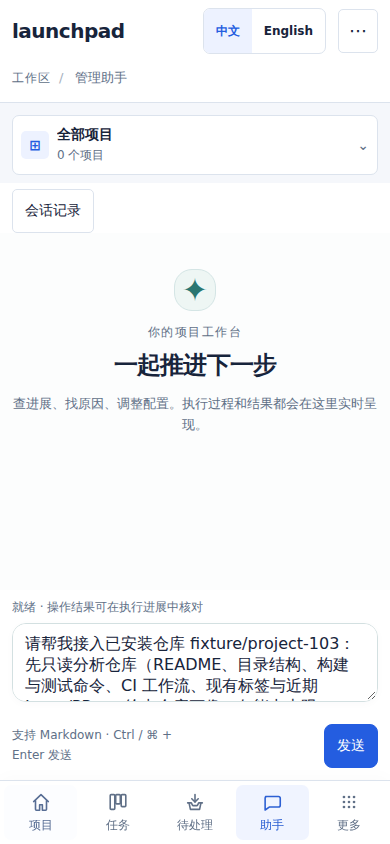 launchpad
中文 English ···
工作区 / 管理助手
全部项目
0 个项目
会话记录
你的项目工作台
一起推进下一步
查进展、找原因、调整配置。执行过程和结果都会在这里实时呈
现。
就绪 · 操作结果可在执行进展中核对
请帮我接入已安装仓库 fixture/project-103：
先只读分析仓库（README、目录结构、构建
与测试命令、CI 工作流、现有标签与近期
支持 Markdown · Ctrl / ⌘ +
Enter 发送
发送
项目 任务 待处理 助手 更多